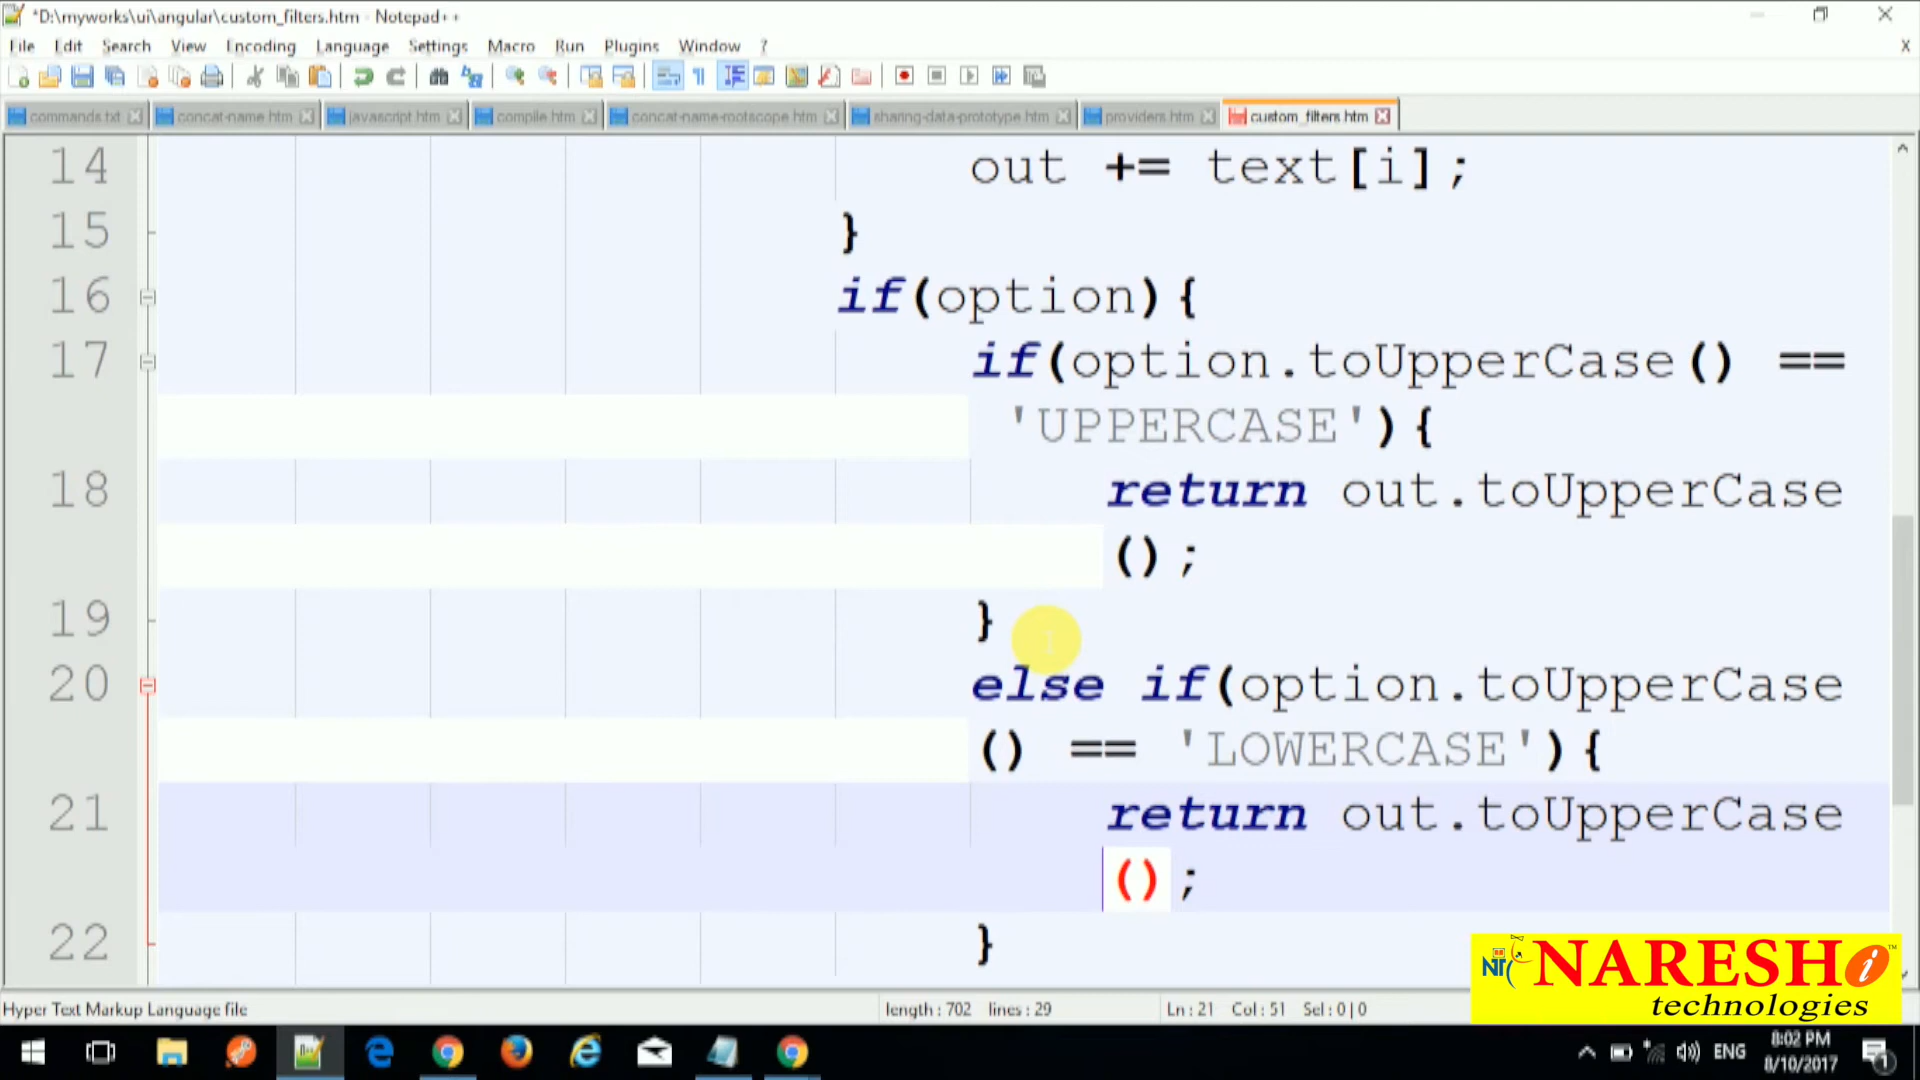 *D:\myworks\ui\angular\custom_filters.htm - Notepad++
File Edit Search View Encoding Language Settings Macro Run Plugins Window ? X
commands.txt concat-name.htm javascript.htm compile.htm concat-name-rootscope.htm sharing-data-prototype.htm providers.htm custom_filters.htm
14 out += text[i];
15 }
16 if(option){
17 if(option.toUpperCase() ==
'UPPERCASE'){
18 return out.toUpperCase
();
19 }
20 else if(option.toUpperCase
() == 'LOWERCASE'){
21 return out.toUpperCase
();
22 }
NARESH i
technologies
Hyper Text Markup Language file length : 702 lines : 29 Ln : 21 Col : 51 Sel : 0 | 0
ENG 8:02 PM
8/10/2017